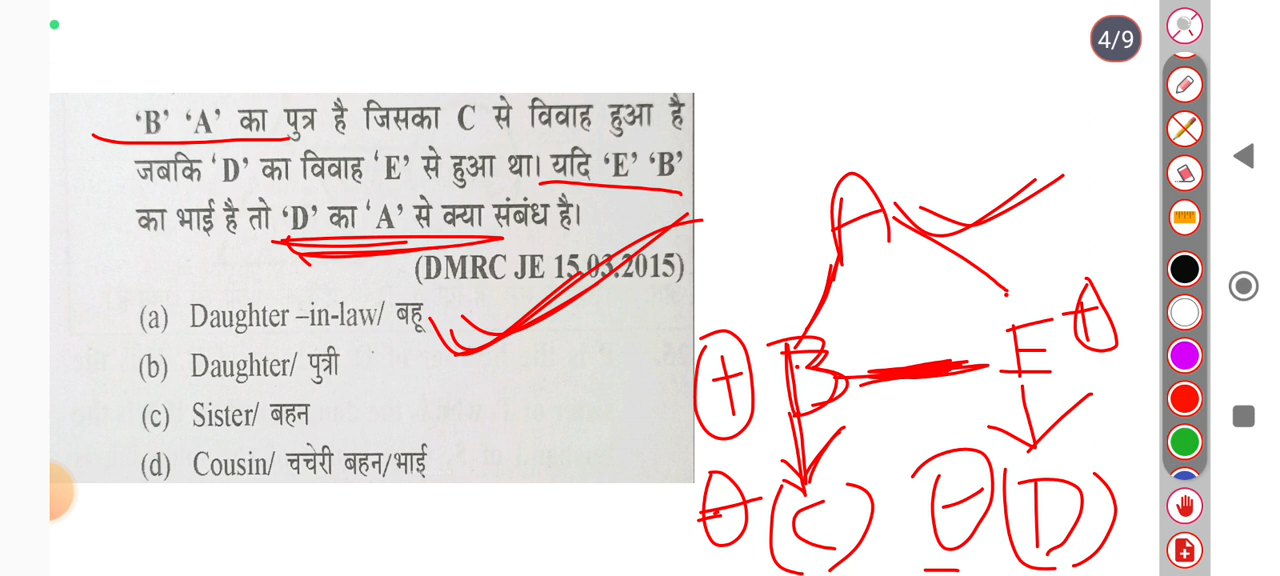 4/9
‘B’ ‘A’ का पुत्र है जिसका C से विवाह हुआ है
जबकि ‘D’ का विवाह ‘E’ से हुआ था। यदि ‘E’ ‘B’
का भाई है तो ‘D’ का ‘A’ से क्या संबंध है।
(DMRC JE 15.03.2015)
(a) Daughter –in-law/ बहू
(b) Daughter/ पुत्री
(c) Sister/ बहन
(d) Cousin/ चचेरी बहन/भाई
A
+ B E +
- (C) - (D)